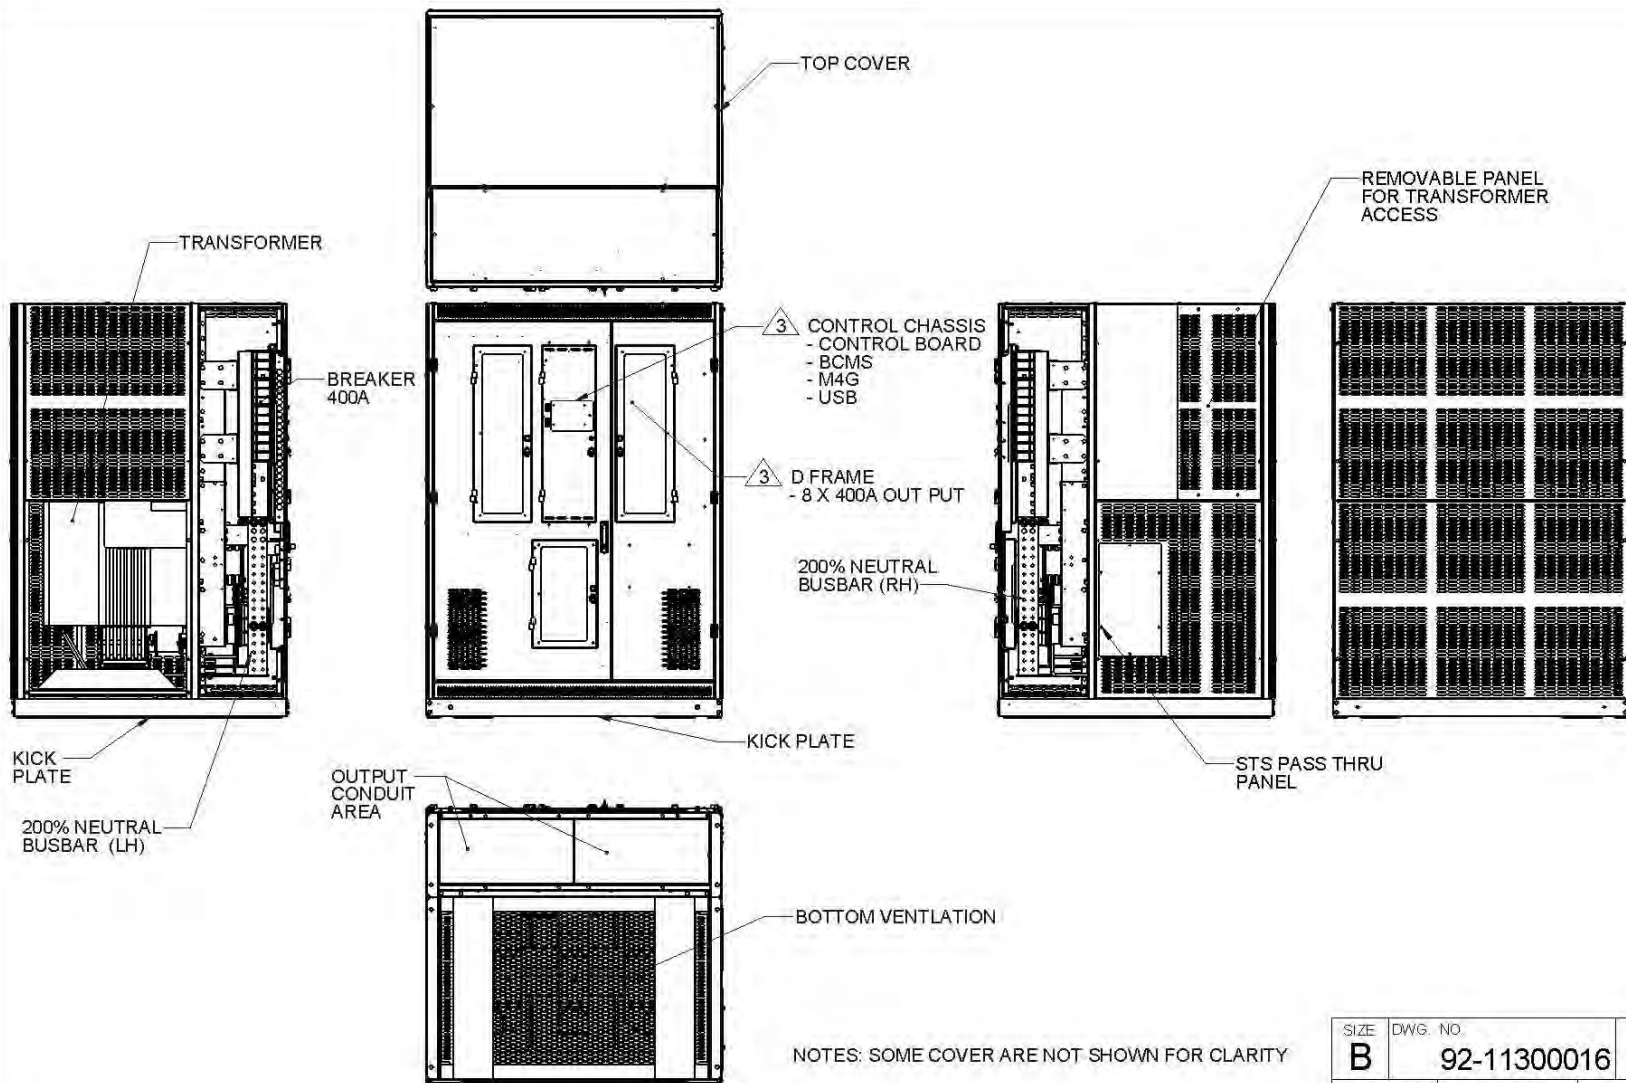 TOP COVER
REMOVABLE PANEL
FOR TRANSFORMER
ACCESS
TRANSFORMER
3
CONTROL CHASSIS
- CONTROL BOARD
- BCMS
- M4G
- USB
BREAKER
400A
3
D FRAME
- 8 X 400A OUT PUT
200% NEUTRAL
BUSBAR (RH)
KICK PLATE
KICK
PLATE
STS PASS THRU
PANEL
OUTPUT
CONDUIT
AREA
200% NEUTRAL
BUSBAR (LH)
BOTTOM VENTLATION
NOTES: SOME COVER ARE NOT SHOWN FOR CLARITY
SIZE
B
DWG. NO.
92-11300016